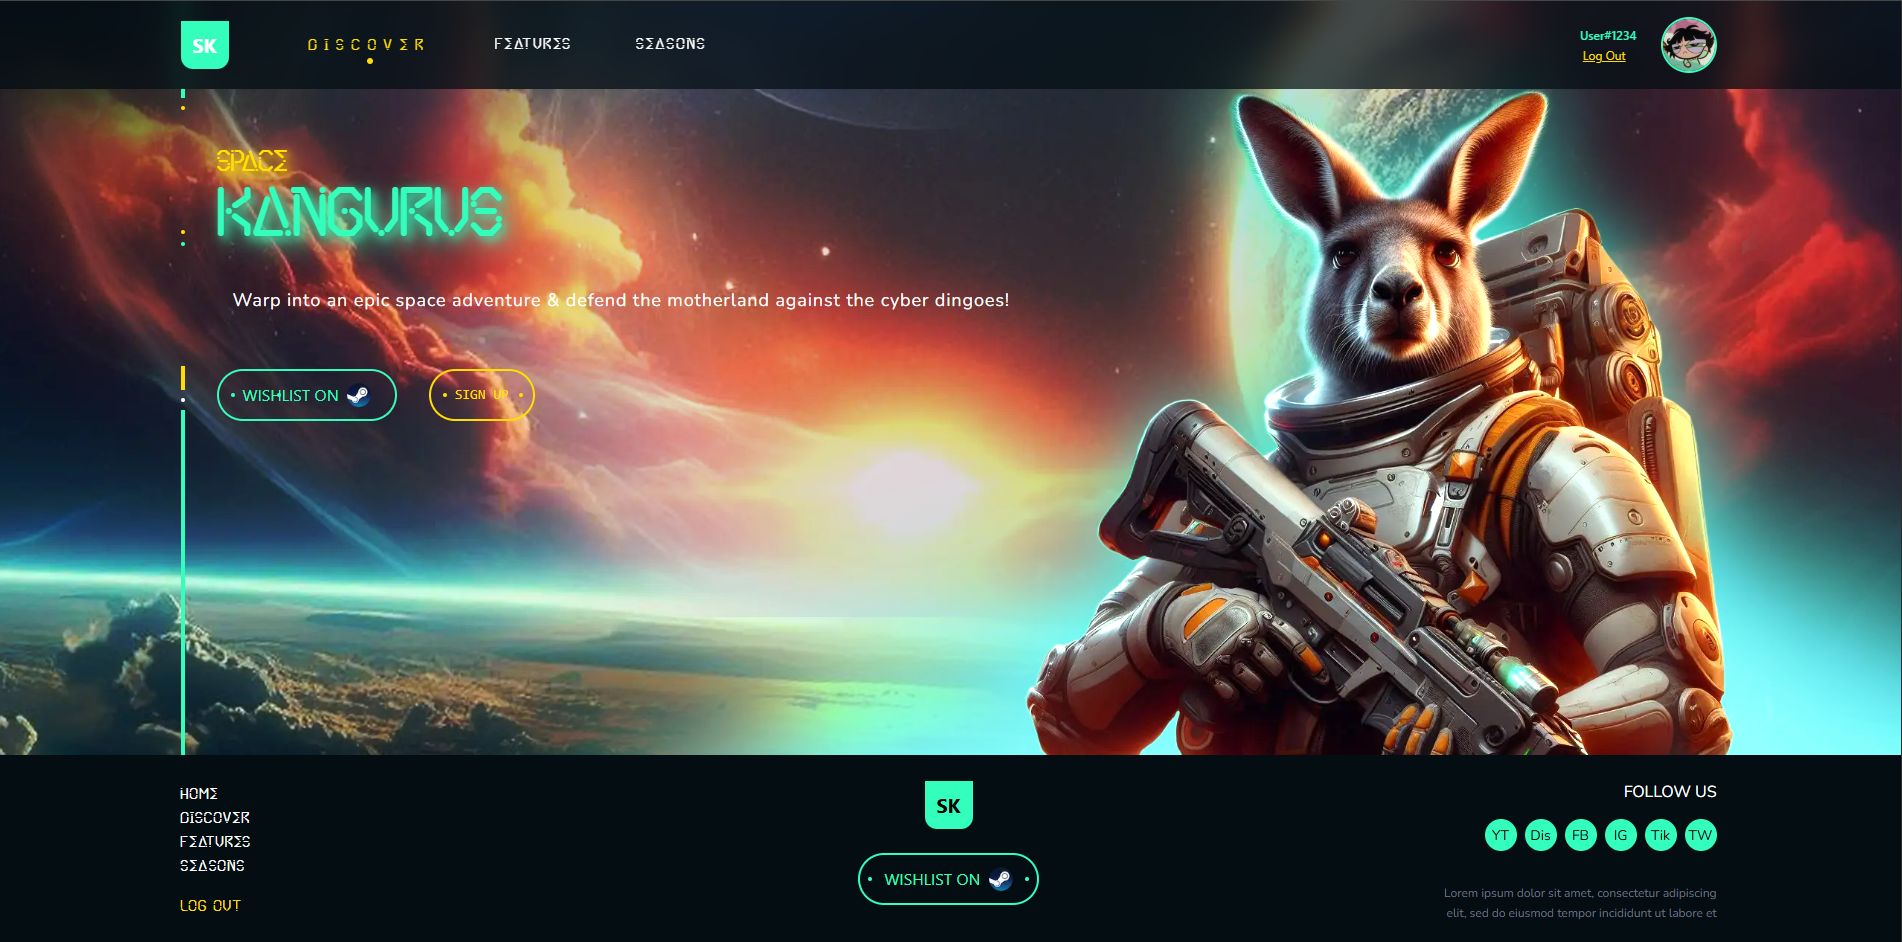 SK
DISCOVER
FEATURES
SEASONS
User#1234
Log Out
SPACE
KANGURUS
Warp into an epic space adventure & defend the motherland against the cyber dingoes!
WISHLIST ON
SIGN UP
HOME
DISCOVER
FEATURES
SEASONS
LOG OUT
SK
WISHLIST ON
FOLLOW US
YT Dis FB IG Tik TW
Lorem ipsum dolor sit amet, consectetur adipiscing
elit, sed do eiusmod tempor incididunt ut labore et